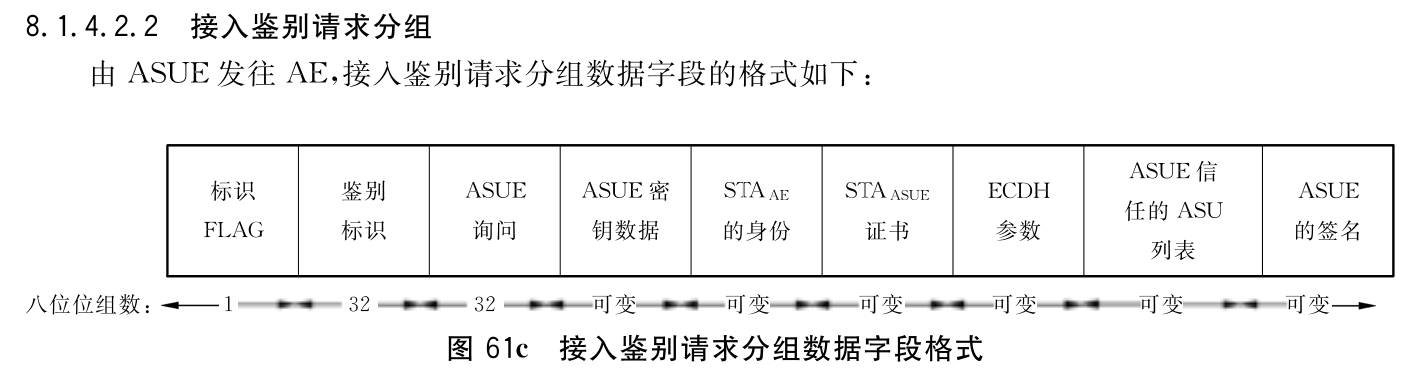 8.1.4.2.2 接入鉴别请求分组
由 ASUE 发往 AE,接入鉴别请求分组数据字段的格式如下:
标识 FLAG 鉴别标识 ASUE 询问 ASUE 密钥数据 STA AE 的身份 STA ASUE 证书 ECDH 参数 ASUE 信任的 ASU 列表 ASUE 的签名
八位位组数: 1 32 32 可变 可变 可变 可变 可变 可变
图 61c 接入鉴别请求分组数据字段格式